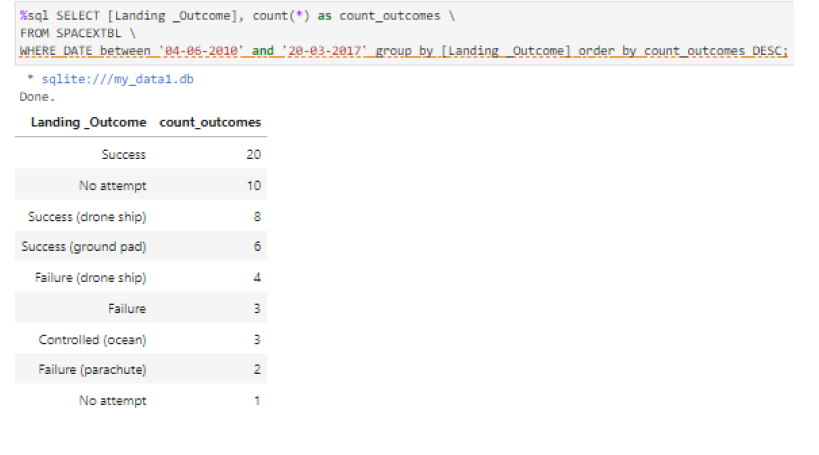 %sql SELECT [Landing _Outcome], count(*) as count_outcomes \
FROM SPACEXTBL \
WHERE DATE between '04-06-2010' and '20-03-2017' group by [Landing _Outcome] order by count_outcomes DESC;
* sqlite:///my_data1.db
Done.
Landing _Outcome count_outcomes
Success 20
No attempt 10
Success (drone ship) 8
Success (ground pad) 6
Failure (drone ship) 4
Failure 3
Controlled (ocean) 3
Failure (parachute) 2
No attempt 1